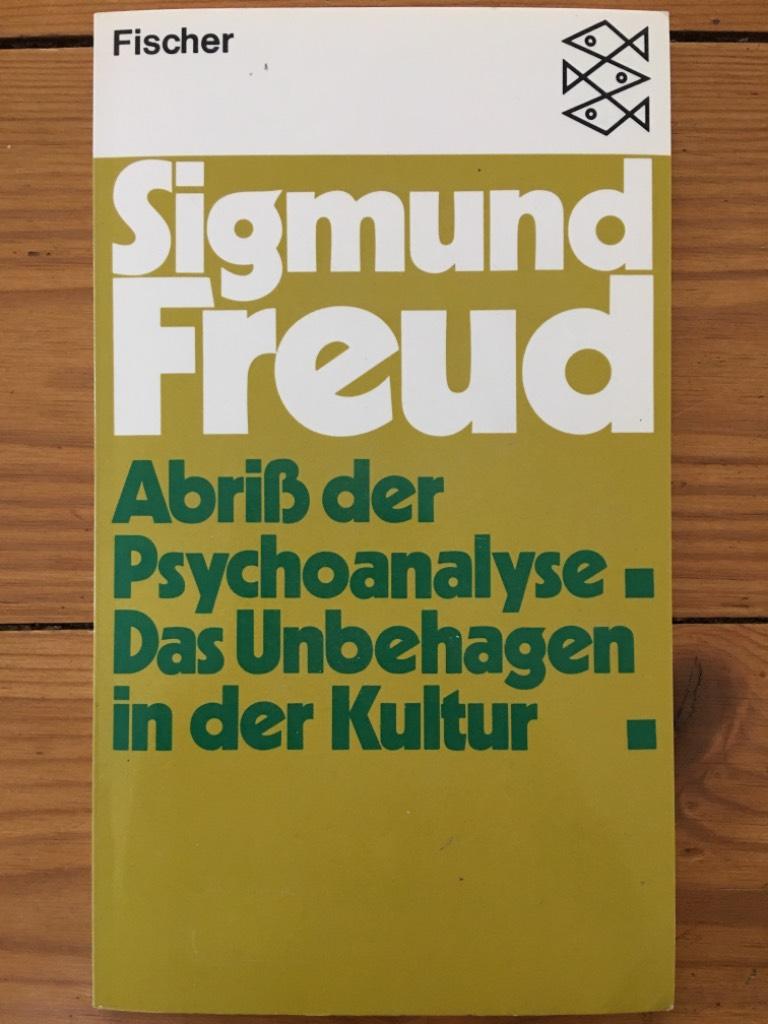 Fischer
Sigmund
Freud
Abriß der
Psychoanalyse ▪
Das Unbehagen
in der Kultur ▪